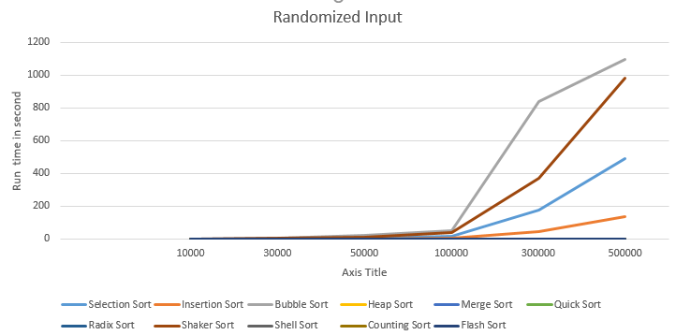 Randomized Input
1200
1000
800
600
400
200
0
Run time in second
10000 30000 50000 100000 300000 500000
Axis Title
Selection Sort Insertion Sort Bubble Sort Heap Sort Merge Sort Quick Sort
Radix Sort Shaker Sort Shell Sort Counting Sort Flash Sort